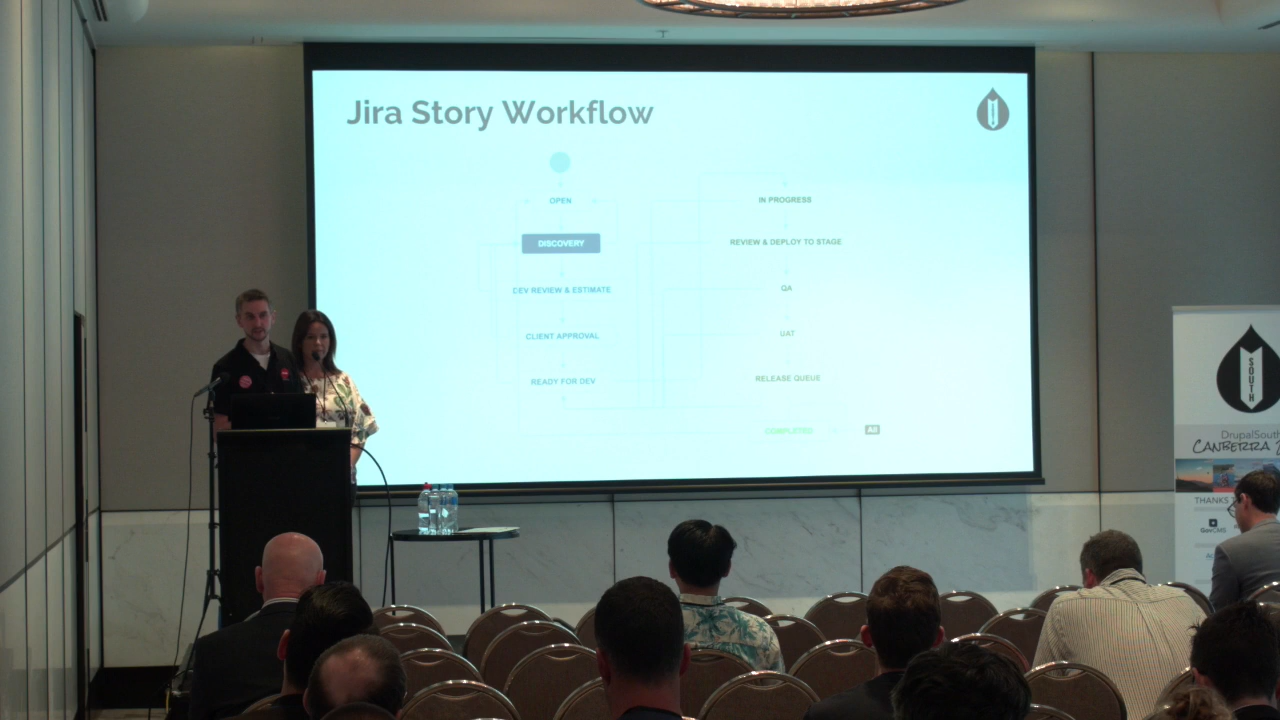 Jira Story Workflow
OPEN
DISCOVERY
DEV REVIEW & ESTIMATE
CLIENT APPROVAL
READY FOR DEV
IN PROGRESS
REVIEW & DEPLOY TO STAGE
QA
UAT
RELEASE QUEUE
COMPLETED
All
SOUTH
DrupalSouth
CANBERRA
THANKS
GovCMS